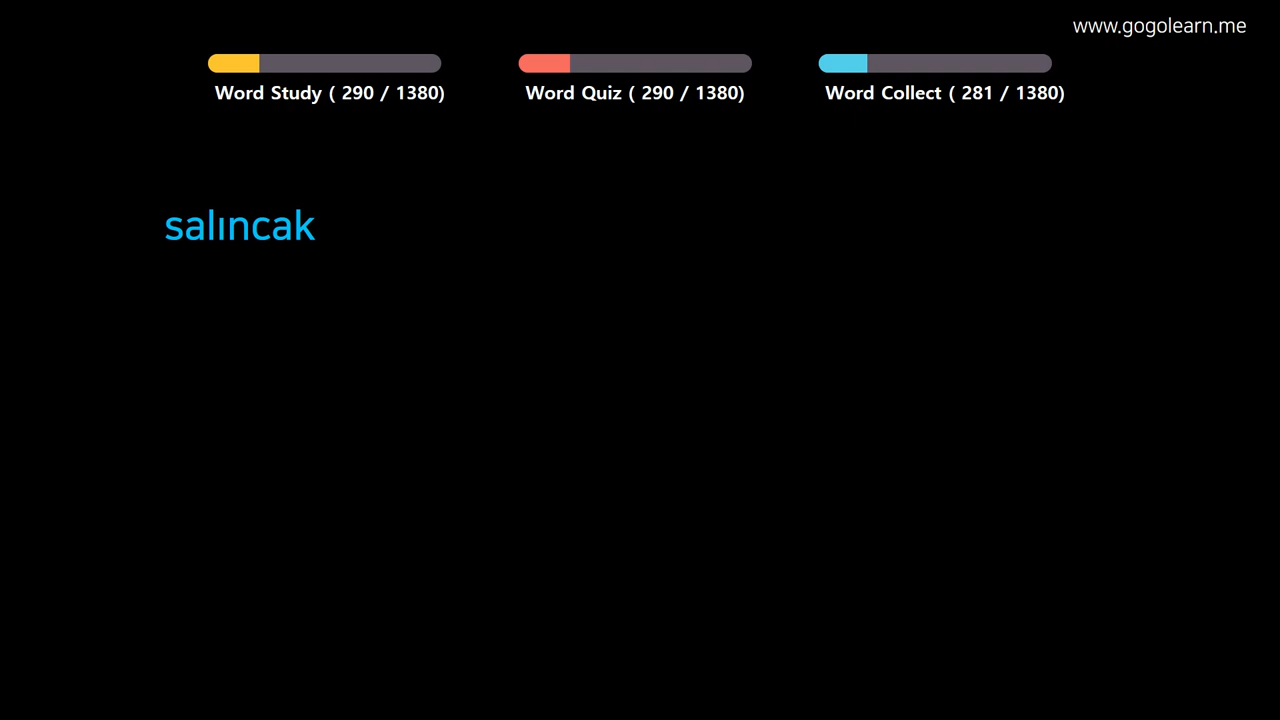 www.gogolearn.me
Word Study ( 290 / 1380)
Word Quiz ( 290 / 1380)
Word Collect ( 281 / 1380)
salıncak